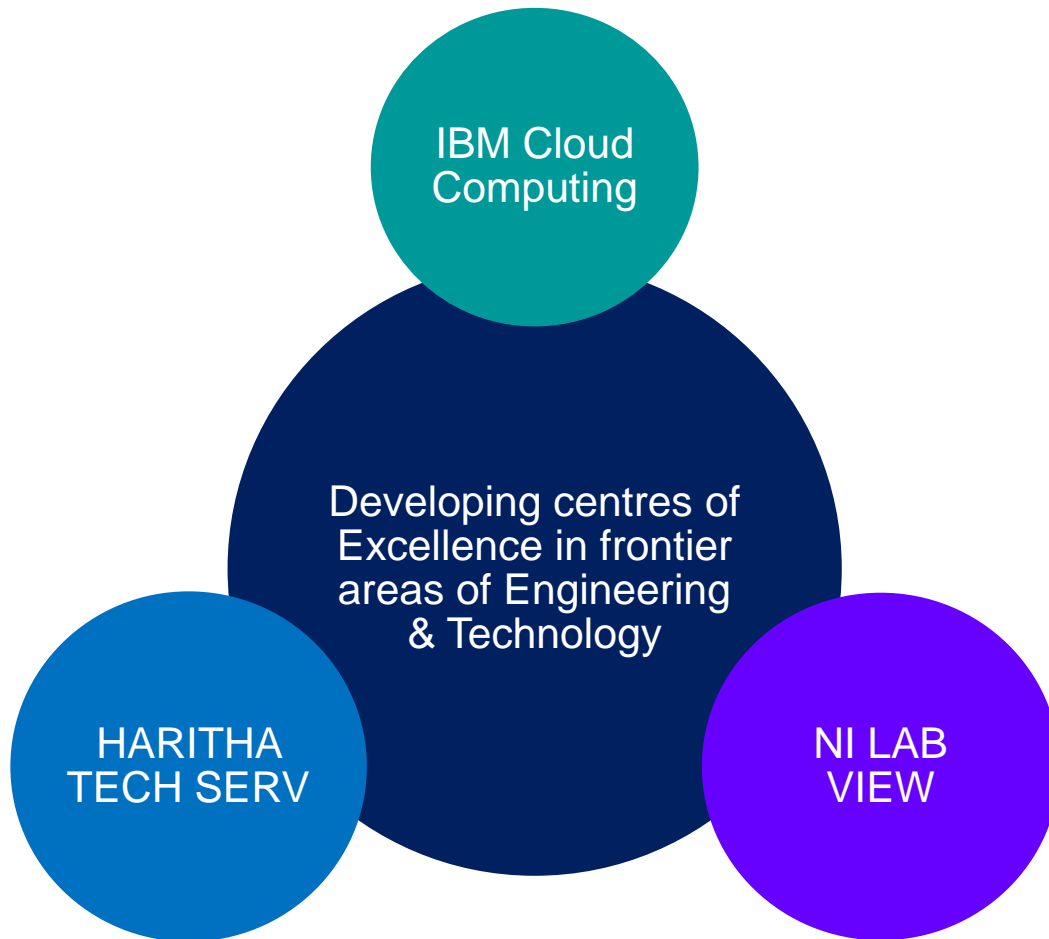 IBM Cloud
Computing
Developing centres of
Excellence in frontier
areas of Engineering
& Technology
HARITHA
TECH SERV
NI LAB
VIEW